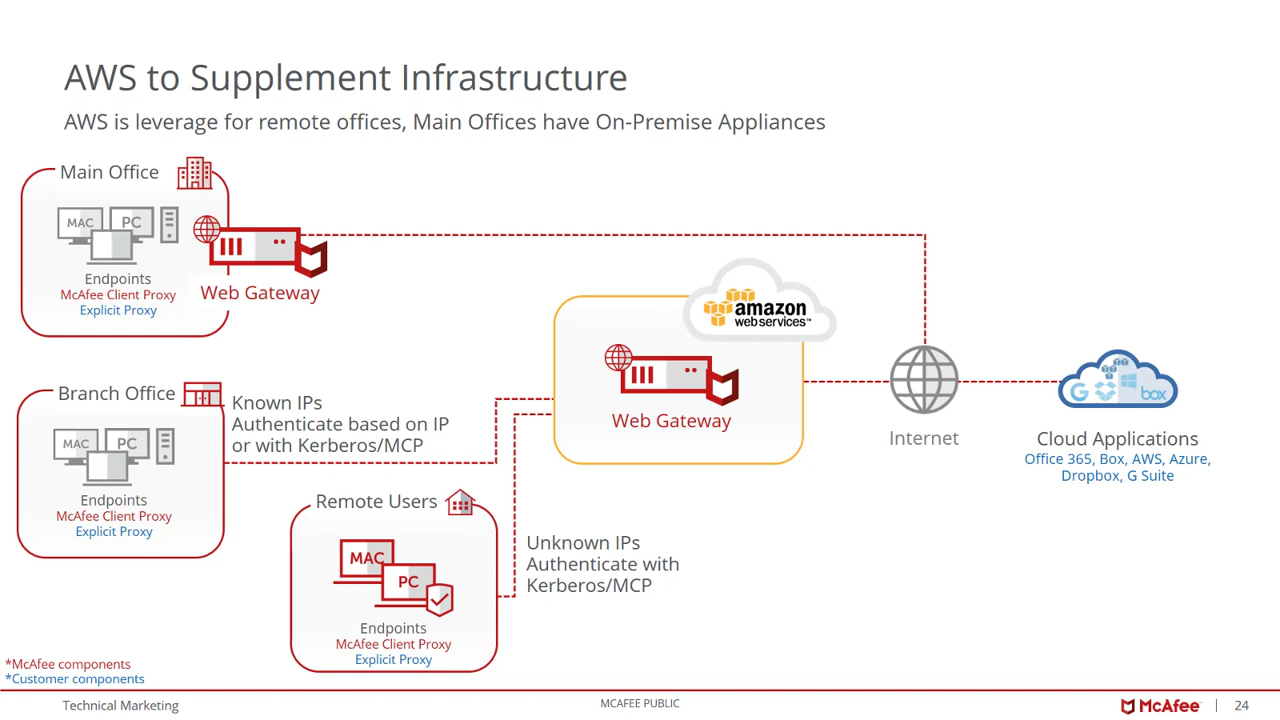 AWS to Supplement Infrastructure
AWS is leverage for remote offices, Main Offices have On-Premise Appliances
Main Office
MAC
PC
Endpoints
McAfee Client Proxy
Explicit Proxy
Web Gateway
amazon
webservices™
Web Gateway
Branch Office
MAC
PC
Endpoints
McAfee Client Proxy
Explicit Proxy
Known IPs
Authenticate based on IP
or with Kerberos/MCP
Remote Users
MAC
PC
Endpoints
McAfee Client Proxy
Explicit Proxy
Unknown IPs
Authenticate with
Kerberos/MCP
Internet
G
box
Cloud Applications
Office 365, Box, AWS, Azure,
Dropbox, G Suite
*McAfee components
*Customer components
Technical Marketing
MCAFEE PUBLIC
McAfee
24